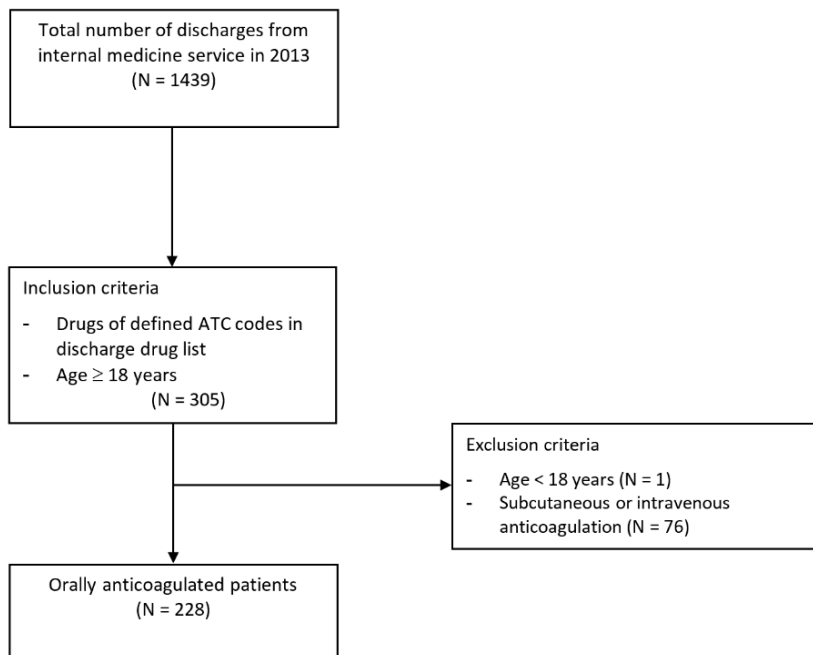 Total number of discharges from
internal medicine service in 2013
(N = 1439)
Inclusion criteria
- Drugs of defined ATC codes in
discharge drug list
- Age ≥ 18 years
(N = 305)
Exclusion criteria
- Age < 18 years (N = 1)
- Subcutaneous or intravenous
anticoagulation (N = 76)
Orally anticoagulated patients
(N = 228)